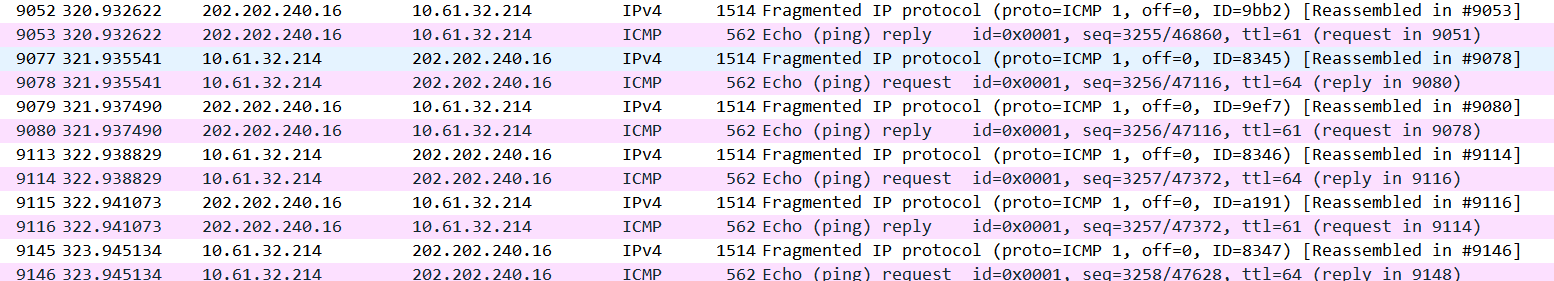 9052 320.932622 202.202.240.16 10.61.32.214 IPv4 1514 Fragmented IP protocol (proto=ICMP 1, off=0, ID=9bb2) [Reassembled in #9053]
9053 320.932622 202.202.240.16 10.61.32.214 ICMP 562 Echo (ping) reply id=0x0001, seq=3255/46860, ttl=61 (request in 9051)
9077 321.935541 10.61.32.214 202.202.240.16 IPv4 1514 Fragmented IP protocol (proto=ICMP 1, off=0, ID=8345) [Reassembled in #9078]
9078 321.935541 10.61.32.214 202.202.240.16 ICMP 562 Echo (ping) request id=0x0001, seq=3256/47116, ttl=64 (reply in 9080)
9079 321.937490 202.202.240.16 10.61.32.214 IPv4 1514 Fragmented IP protocol (proto=ICMP 1, off=0, ID=9ef7) [Reassembled in #9080]
9080 321.937490 202.202.240.16 10.61.32.214 ICMP 562 Echo (ping) reply id=0x0001, seq=3256/47116, ttl=61 (request in 9078)
9113 322.938829 10.61.32.214 202.202.240.16 IPv4 1514 Fragmented IP protocol (proto=ICMP 1, off=0, ID=8346) [Reassembled in #9114]
9114 322.938829 10.61.32.214 202.202.240.16 ICMP 562 Echo (ping) request id=0x0001, seq=3257/47372, ttl=64 (reply in 9116)
9115 322.941073 202.202.240.16 10.61.32.214 IPv4 1514 Fragmented IP protocol (proto=ICMP 1, off=0, ID=a191) [Reassembled in #9116]
9116 322.941073 202.202.240.16 10.61.32.214 ICMP 562 Echo (ping) reply id=0x0001, seq=3257/47372, ttl=61 (request in 9114)
9145 323.945134 10.61.32.214 202.202.240.16 IPv4 1514 Fragmented IP protocol (proto=ICMP 1, off=0, ID=8347) [Reassembled in #9146]
9146 323.945134 10.61.32.214 202.202.240.16 ICMP 562 Echo (ping) request id=0x0001, seq=3258/47628, ttl=64 (reply in 9148)